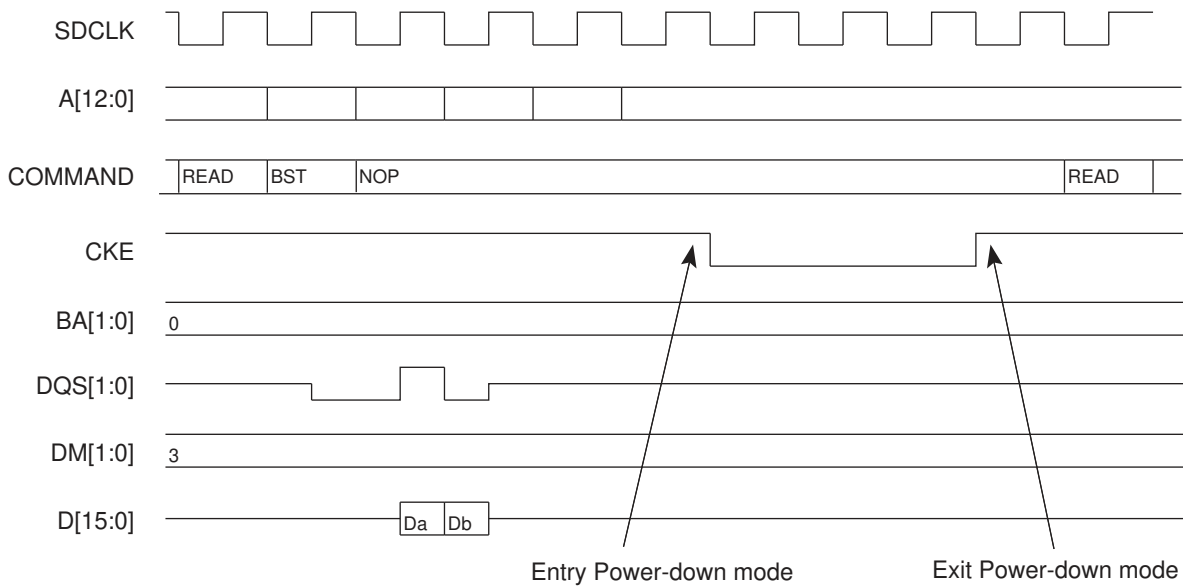 SDCLK
A[12:0]
COMMAND READ BST NOP READ
CKE
BA[1:0] 0
DQS[1:0]
DM[1:0] 3
D[15:0] Da Db
Entry Power-down mode Exit Power-down mode